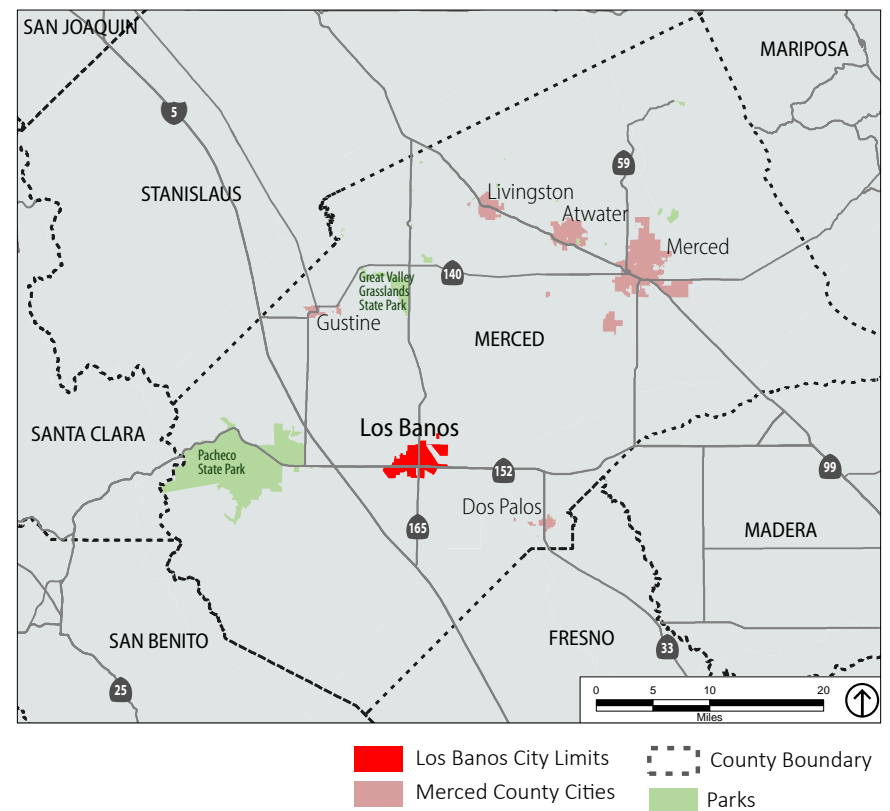 SAN JOAQUIN
MARIPOSA
5
59
STANISLAUS
Livingston
Atwater
Merced
140
Great Valley
Grasslands
State Park
Gustine
MERCED
Los Banos
SANTA CLARA
Pacheco
State Park
152
99
Dos Palos
165
MADERA
SAN BENITO
FRESNO
33
25
0 5 10 20
Miles
Los Banos City Limits
County Boundary
Merced County Cities
Parks